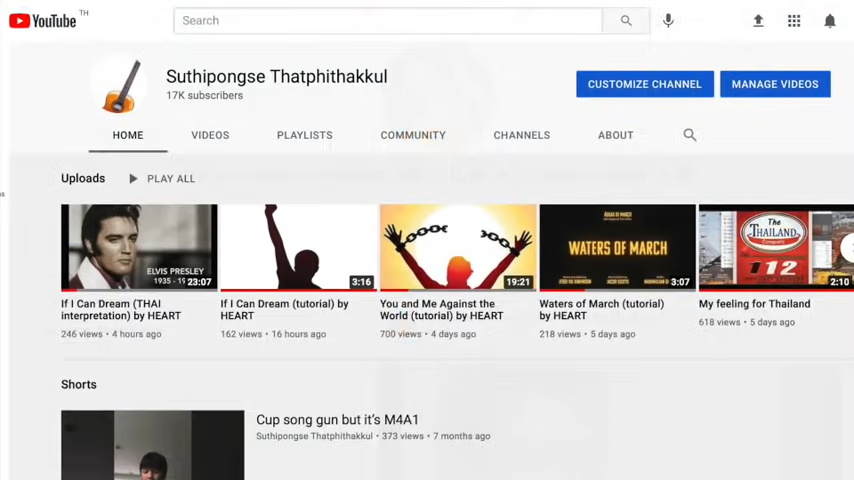 YouTube TH
Search
Suthipongse Thatphithakkul
17K subscribers
CUSTOMIZE CHANNEL
MANAGE VIDEOS
HOME VIDEOS PLAYLISTS COMMUNITY CHANNELS ABOUT
Uploads PLAY ALL
ELVIS PRESLEY
1935 - 19
23:07
If I Can Dream (THAI
interpretation) by HEART
246 views • 4 hours ago
3:16
If I Can Dream (tutorial) by
HEART
162 views • 16 hours ago
19:21
You and Me Against the
World (tutorial) by HEART
700 views • 4 days ago
WATERS OF MARCH
3:07
Waters of March (tutorial)
by HEART
218 views • 5 days ago
The
THAILAND
Company
112
2:10
My feeling for Thailand
618 views • 5 days ago
Shorts
Cup song gun but it's M4A1
Suthipongse Thatphithakkul • 373 views • 7 months ago